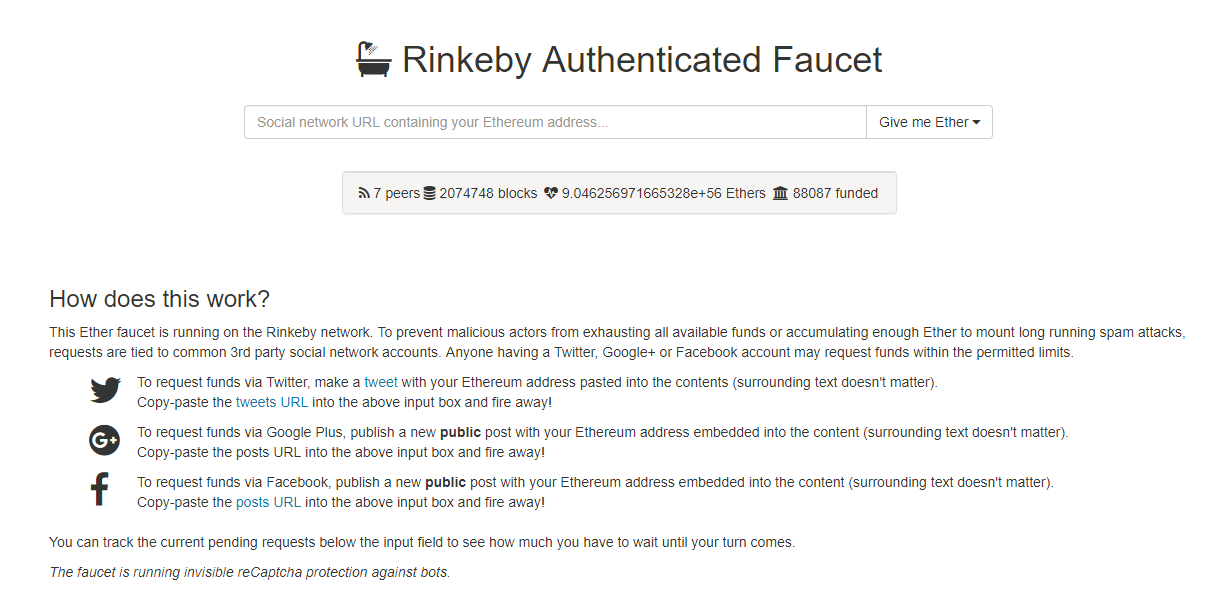 Rinkeby Authenticated Faucet
Social network URL containing your Ethereum address...
Give me Ether
7 peers 2074748 blocks 9.046256971665328e+56 Ethers 88087 funded
How does this work?
This Ether faucet is running on the Rinkeby network. To prevent malicious actors from exhausting all available funds or accumulating enough Ether to mount long running spam attacks,
requests are tied to common 3rd party social network accounts. Anyone having a Twitter, Google+ or Facebook account may request funds within the permitted limits.
To request funds via Twitter, make a tweet with your Ethereum address pasted into the contents (surrounding text doesn't matter).
Copy-paste the tweets URL into the above input box and fire away!
G+
To request funds via Google Plus, publish a new public post with your Ethereum address embedded into the content (surrounding text doesn't matter).
Copy-paste the posts URL into the above input box and fire away!
To request funds via Facebook, publish a new public post with your Ethereum address embedded into the content (surrounding text doesn't matter).
Copy-paste the posts URL into the above input box and fire away!
You can track the current pending requests below the input field to see how much you have to wait until your turn comes.
The faucet is running invisible reCaptcha protection against bots.